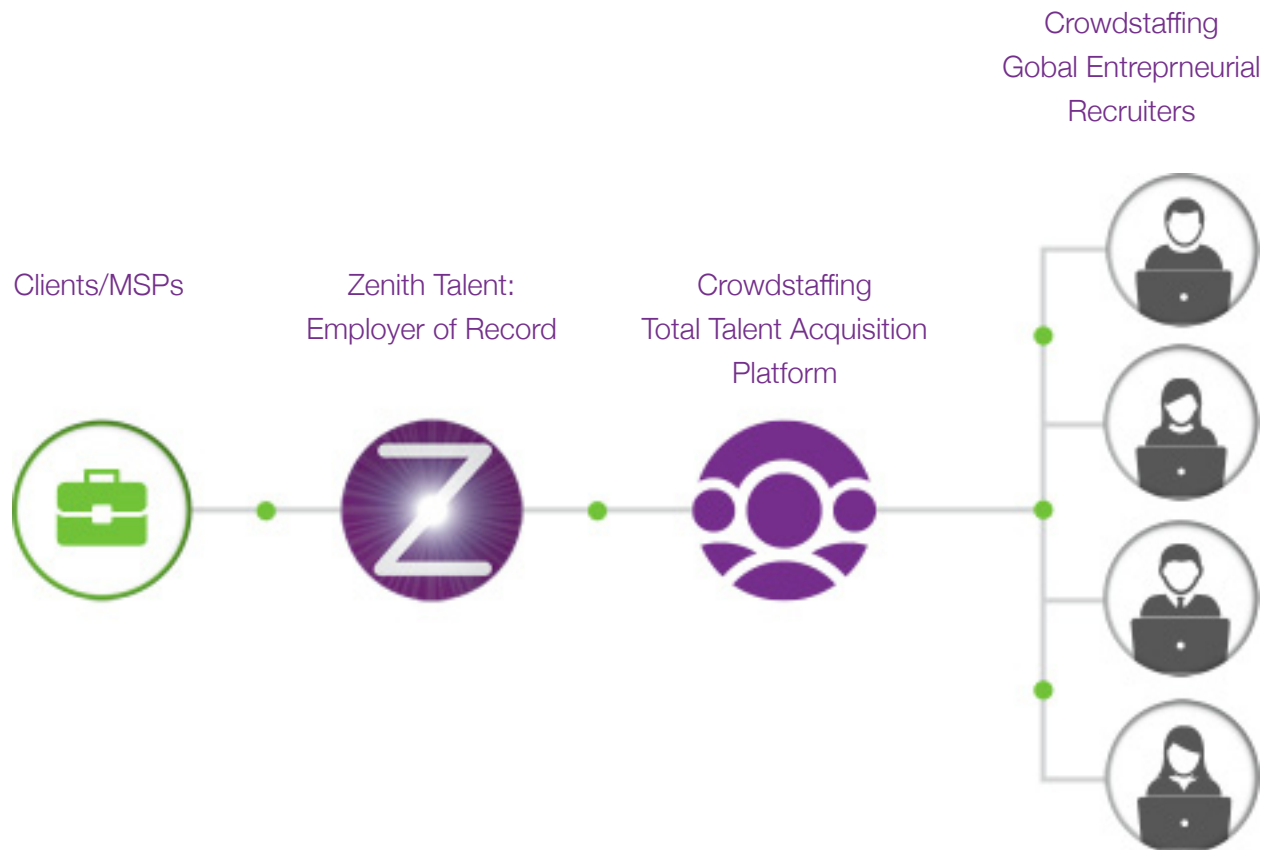 Crowdstaffing
Gobal Entreprneurial
Recruiters
Clients/MSPs
Zenith Talent:
Employer of Record
Crowdstaffing
Total Talent Acquisition
Platform
Z